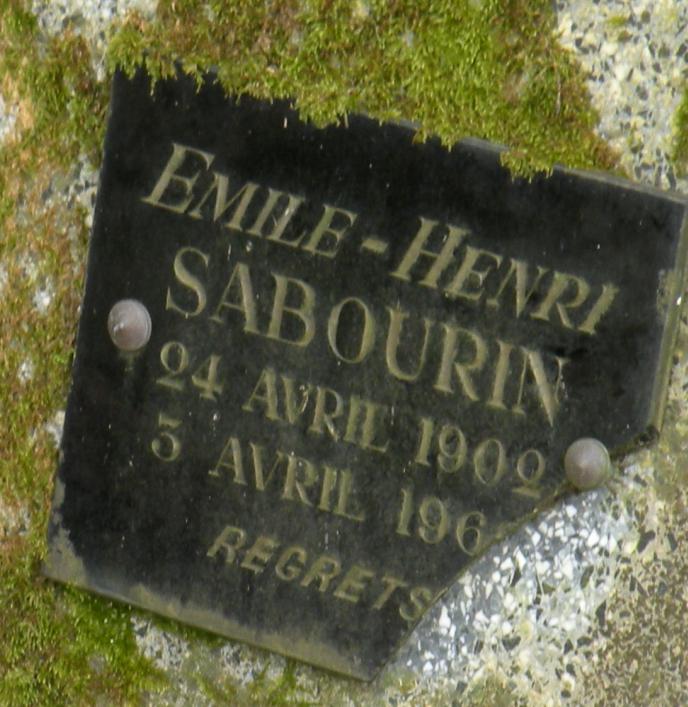 EMILE-HENRI
SABOURIN
24 AVRIL 1902
3 AVRIL 196
REGRETS